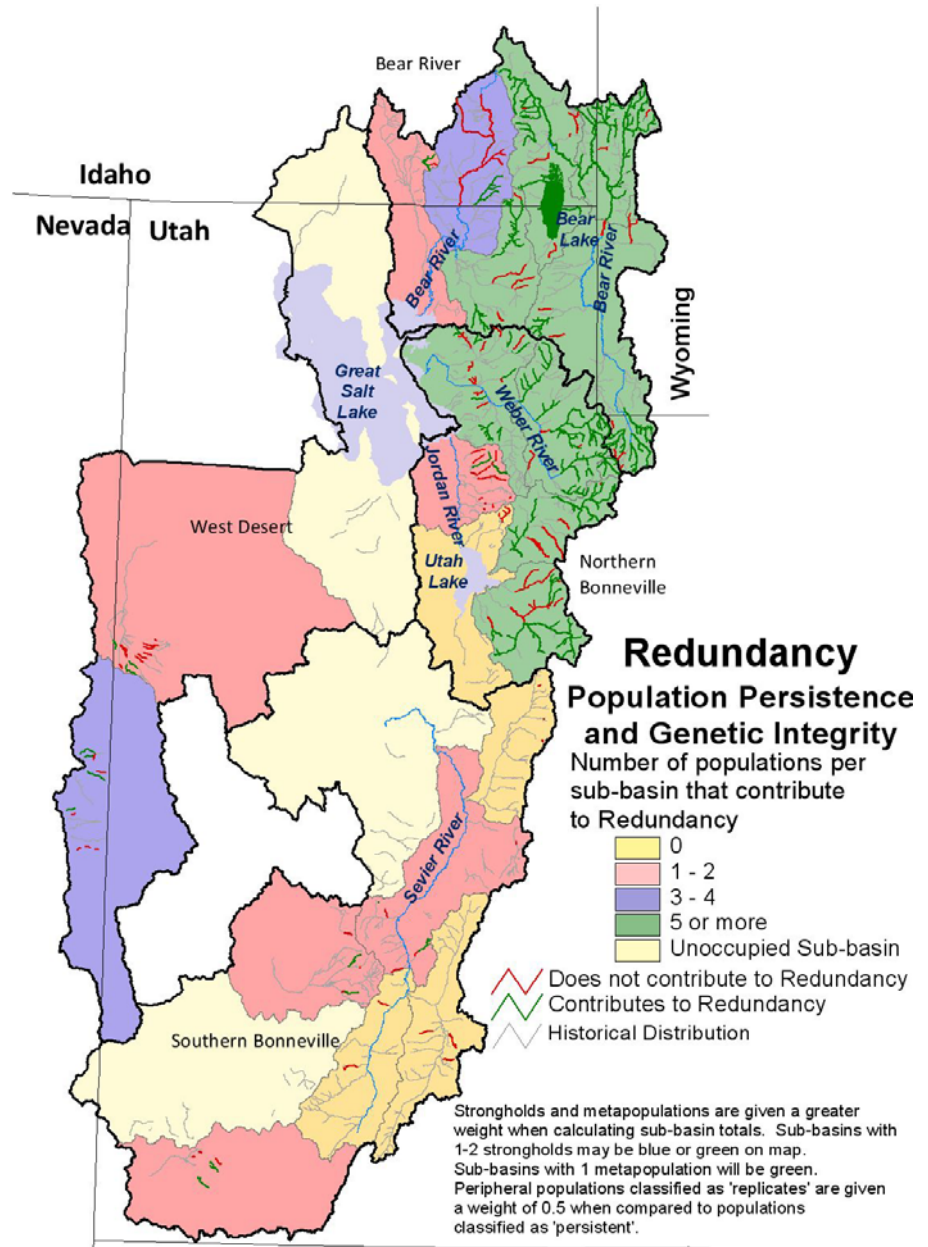 Bear River
Idaho
Nevada
Utah
Bear
Lake
Bear River
Bear River
Wyoming
Great
Salt
Lake
Weber River
Jordan River
West Desert
Utah
Lake
Northern
Bonneville
Redundancy
Population Persistence
and Genetic Integrity
Number of populations per
sub-basin that contribute
to Redundancy
0
1 - 2
3 - 4
5 or more
Unoccupied Sub-basin
Does not contribute to Redundancy
Contributes to Redundancy
Historical Distribution
Sevier River
Southern Bonneville
Strongholds and metapopulations are given a greater
weight when calculating sub-basin totals. Sub-basins with
1-2 strongholds may be blue or green on map.
Sub-basins with 1 metapopulation will be green.
Peripheral populations classified as 'replicates' are given
a weight of 0.5 when compared to populations
classified as 'persistent'.